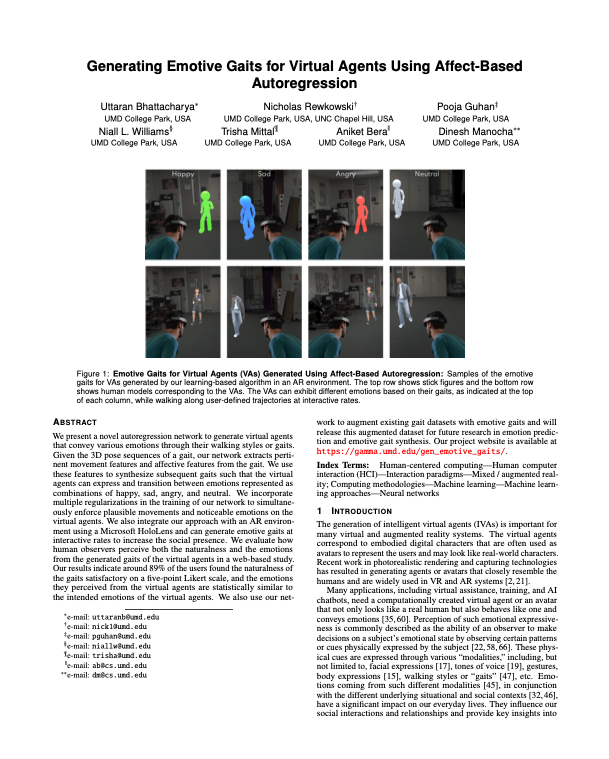 Generating Emotive Gaits for Virtual Agents Using Affect-Based
Autoregression
Uttaran Bhattacharya*
UMD College Park, USA
Nicholas Rewkowski†
UMD College Park, USA, UNC Chapel Hill, USA
Pooja Guhan‡
UMD College Park, USA
Niall L. Williams§
UMD College Park, USA
Trisha Mittal¶
UMD College Park, USA
Aniket Bera‖
UMD College Park, USA
Dinesh Manocha**
UMD College Park, USA
Happy
Sad
Angry
Neutral
Figure 1: Emotive Gaits for Virtual Agents (VAs) Generated Using Affect-Based Autoregression: Samples of the emotive
gaits for VAs generated by our learning-based algorithm in an AR environment. The top row shows stick figures and the bottom row
shows human models corresponding to the VAs. The VAs can exhibit different emotions based on their gaits, as indicated at the top
of each column, while walking along user-defined trajectories at interactive rates.
ABSTRACT
We present a novel autoregression network to generate virtual agents
that convey various emotions through their walking styles or gaits.
Given the 3D pose sequences of a gait, our network extracts perti-
nent movement features and affective features from the gait. We use
these features to synthesize subsequent gaits such that the virtual
agents can express and transition between emotions represented as
combinations of happy, sad, angry, and neutral. We incorporate
multiple regularizations in the training of our network to simultane-
ously enforce plausible movements and noticeable emotions on the
virtual agents. We also integrate our approach with an AR environ-
ment using a Microsoft HoloLens and can generate emotive gaits at
interactive rates to increase the social presence. We evaluate how
human observers perceive both the naturalness and the emotions
from the generated gaits of the virtual agents in a web-based study.
Our results indicate around 89% of the users found the naturalness of
the gaits satisfactory on a five-point Likert scale, and the emotions
they perceived from the virtual agents are statistically similar to
the intended emotions of the virtual agents. We also use our net-
*e-mail: uttaranb@umd.edu
†e-mail: nick1@umd.edu
‡e-mail: pguhan@umd.edu
§e-mail: niallw@umd.edu
¶e-mail: trisha@umd.edu
‖e-mail: ab@cs.umd.edu
**e-mail: dm@cs.umd.edu
work to augment existing gait datasets with emotive gaits and will
release this augmented dataset for future research in emotion predic-
tion and emotive gait synthesis. Our project website is available at
https://gamma.umd.edu/gen_emotive_gaits/.
Index Terms: Human-centered computing—Human computer
interaction (HCI)—Interaction paradigms—Mixed / augmented real-
ity; Computing methodologies—Machine learning—Machine learn-
ing approaches—Neural networks
1 INTRODUCTION
The generation of intelligent virtual agents (IVAs) is important for
many virtual and augmented reality systems. The virtual agents
correspond to embodied digital characters that are often used as
avatars to represent the users and may look like real-world characters.
Recent work in photorealistic rendering and capturing technologies
has resulted in generating agents or avatars that closely resemble the
humans and are widely used in VR and AR systems [2,21].
Many applications, including virtual assistance, training, and AI
chatbots, need a computationally created virtual agent or an avatar
that not only looks like a real human but also behaves like one and
conveys emotions [35,60]. Perception of such emotional expressive-
ness is commonly described as the ability of an observer to make
decisions on a subject's emotional state by observing certain patterns
or cues physically expressed by the subject [22,58,66]. These phys-
ical cues are expressed through various "modalities," including, but
not limited to, facial expressions [17], tones of voice [19], gestures,
body expressions [15], walking styles or "gaits" [47], etc. Emo-
tions coming from such different modalities [45], in conjunction
with the different underlying situational and social contexts [32,46],
have a significant impact on our everyday lives. They influence our
social interactions and relationships and provide key insights into